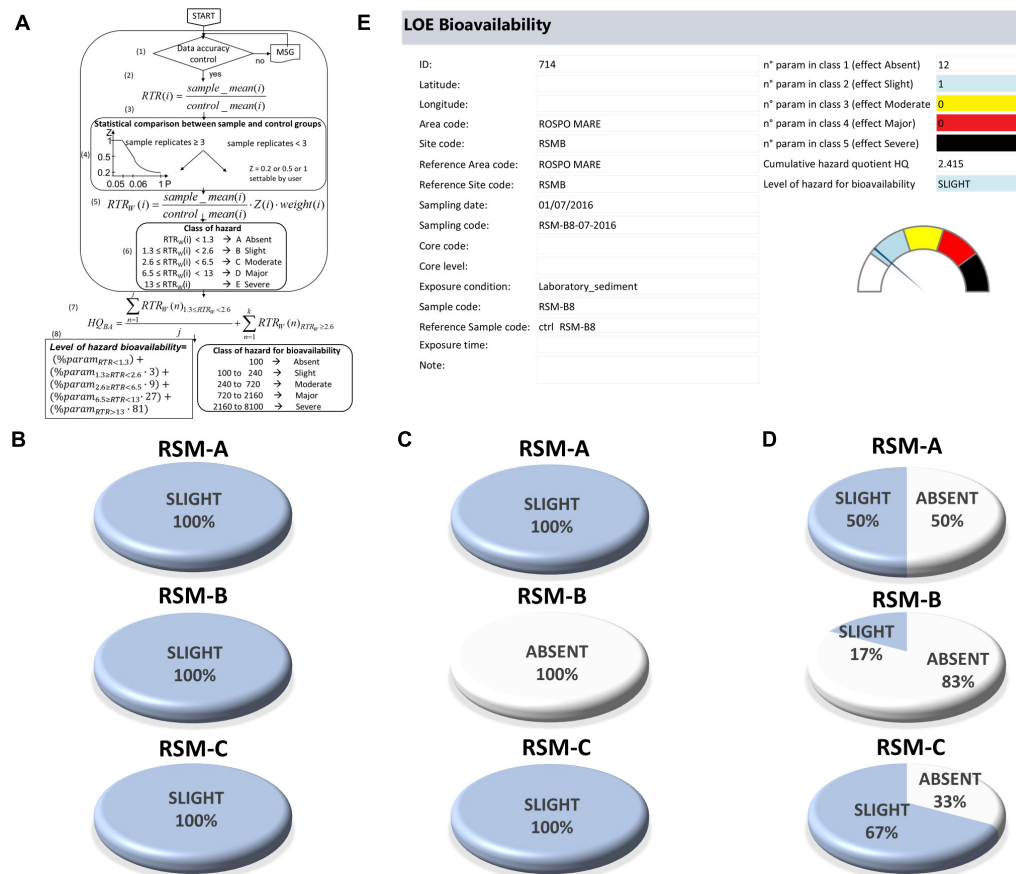 A
START
(1)
Data accuracy
control
MSG
no
yes
(2)
RTR(i) = sample _ mean(i) / control _ mean(i)
(3)
Statistical comparison between sample and control groups
Z
sample replicates ≥ 3
sample replicates < 3
1
(4)
0.5
0.2
0.05 0.06 1 P
Z = 0.2 or 0.5 or 1
settable by user
(5)
RTR_W(i) = sample _ mean(i) / control _ mean(i) · Z(i) · weight(i)
Class of hazard
(6)
RTR_W(i) < 1.3 → A Absent
1.3 ≤ RTR_W(i) < 2.6 → B Slight
2.6 ≤ RTR_W(i) < 6.5 → C Moderate
6.5 ≤ RTR_W(i) < 13 → D Major
13 ≤ RTR_W(i) → E Severe
(7)
HQ_BA = ∑_{n=1}^{j} RTR_W(n)_{1.3≤RTR_W<2.6} / j + ∑_{n=1}^{k} RTR_W(n)_{RTR_W≥2.6}
(8)
Level of hazard bioavailability=
(%param_{RTR<1.3}) +
(%param_{1.3≥RTR<2.6} · 3) +
(%param_{2.6≥RTR<6.5} · 9) +
(%param_{6.5≥RTR<13} · 27) +
(%param_{RTR>13} · 81)
Class of hazard for bioavailability
100 → Absent
100 to 240 → Slight
240 to 720 → Moderate
720 to 2160 → Major
2160 to 8100 → Severe
E
LOE Bioavailability
ID: 714
Latitude:
Longitude:
Area code: ROSPO MARE
Site code: RSMB
Reference Area code: ROSPO MARE
Reference Site code: RSMB
Sampling date: 01/07/2016
Sampling code: RSM-B8-07-2016
Core code:
Core level:
Exposure condition: Laboratory_sediment
Sample code: RSM-B8
Reference Sample code: ctrl RSM-B8
Exposure time:
Note:
n° param in class 1 (effect Absent) 12
n° param in class 2 (effect Slight) 1
n° param in class 3 (effect Moderate 0
n° param in class 4 (effect Major) 0
n° param in class 5 (effect Severe)
Cumulative hazard quotient HQ 2.415
Level of hazard for bioavailability SLIGHT
B
RSM-A
SLIGHT
100%
RSM-B
SLIGHT
100%
RSM-C
SLIGHT
100%
C
RSM-A
SLIGHT
100%
RSM-B
ABSENT
100%
RSM-C
SLIGHT
100%
D
RSM-A
SLIGHT
50%
ABSENT
50%
RSM-B
SLIGHT
17%
ABSENT
83%
RSM-C
ABSENT
33%
SLIGHT
67%